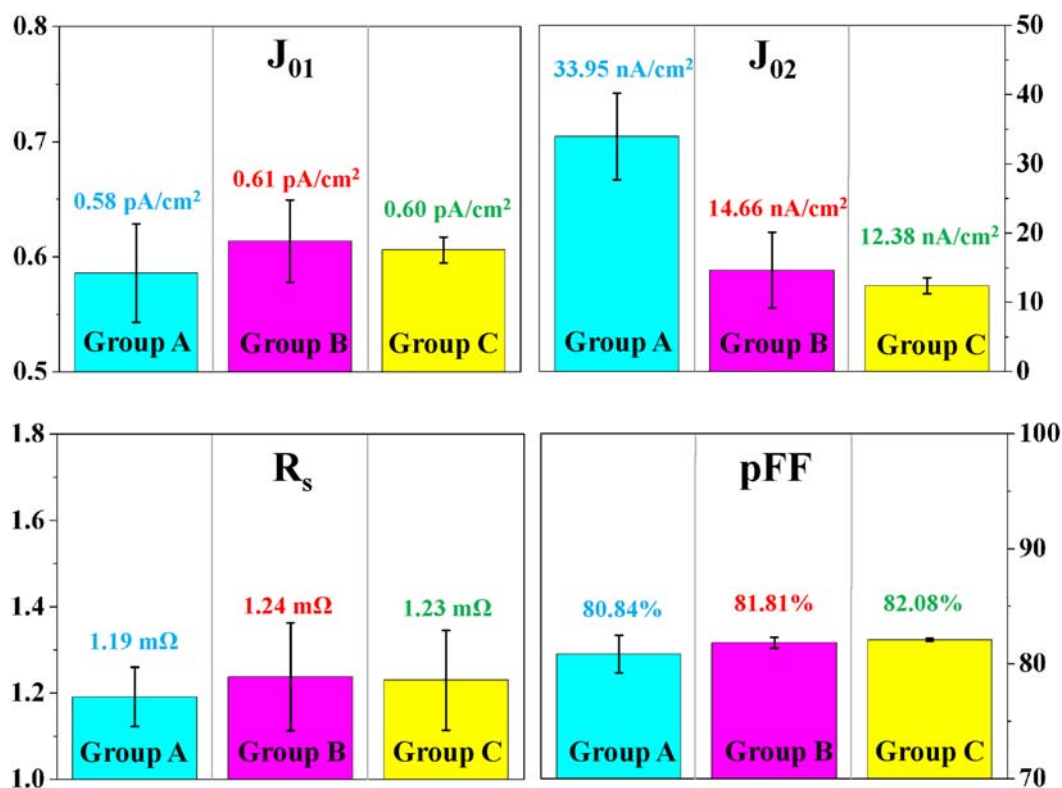 0.8
0.7
0.6
0.5
J01
0.58 pA/cm²
0.61 pA/cm²
0.60 pA/cm²
Group A
Group B
Group C
J02
33.95 nA/cm²
14.66 nA/cm²
12.38 nA/cm²
Group A
Group B
Group C
50
40
30
20
10
0
1.8
1.6
1.4
1.2
1.0
Rs
1.19 mΩ
1.24 mΩ
1.23 mΩ
Group A
Group B
Group C
pFF
80.84%
81.81%
82.08%
Group A
Group B
Group C
100
90
80
70